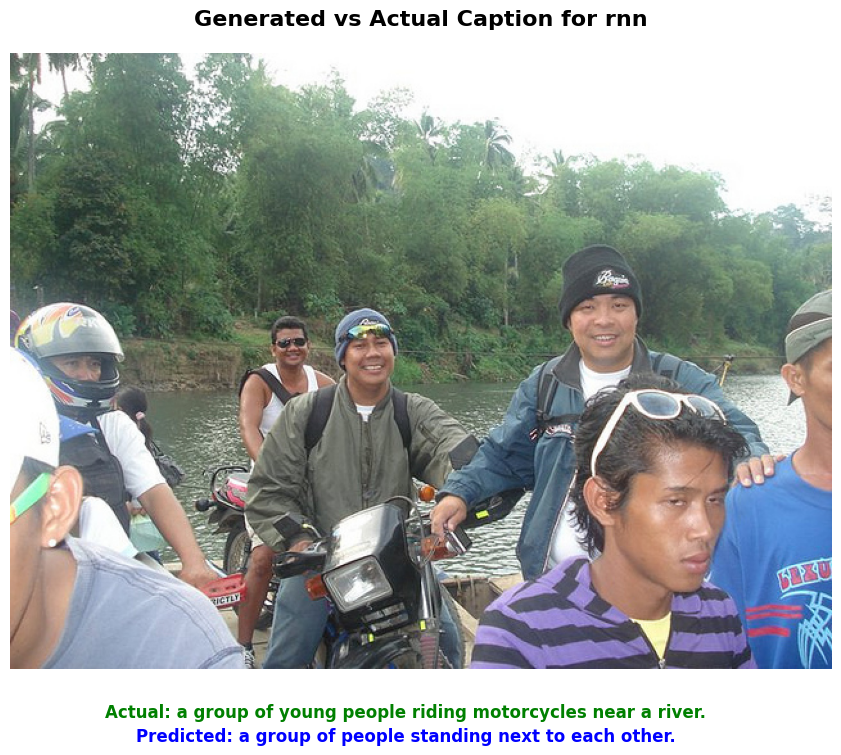 Generated vs Actual Caption for rnn
RICTLY
Actual: a group of young people riding motorcycles near a river.
Predicted: a group of people standing next to each other.